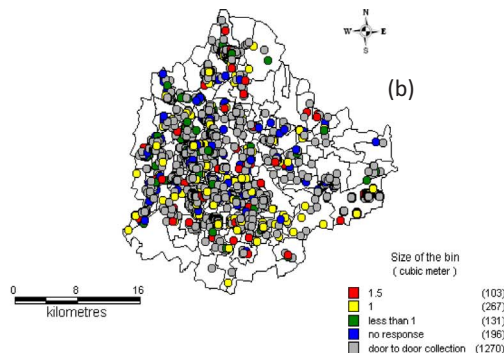 N
W E
S
(b)
Size of the bin
( cubic meter )
1.5 (103)
1 (267)
less than 1 (131)
no response (196)
door to door collection (1270)
0 8 16
kilometres